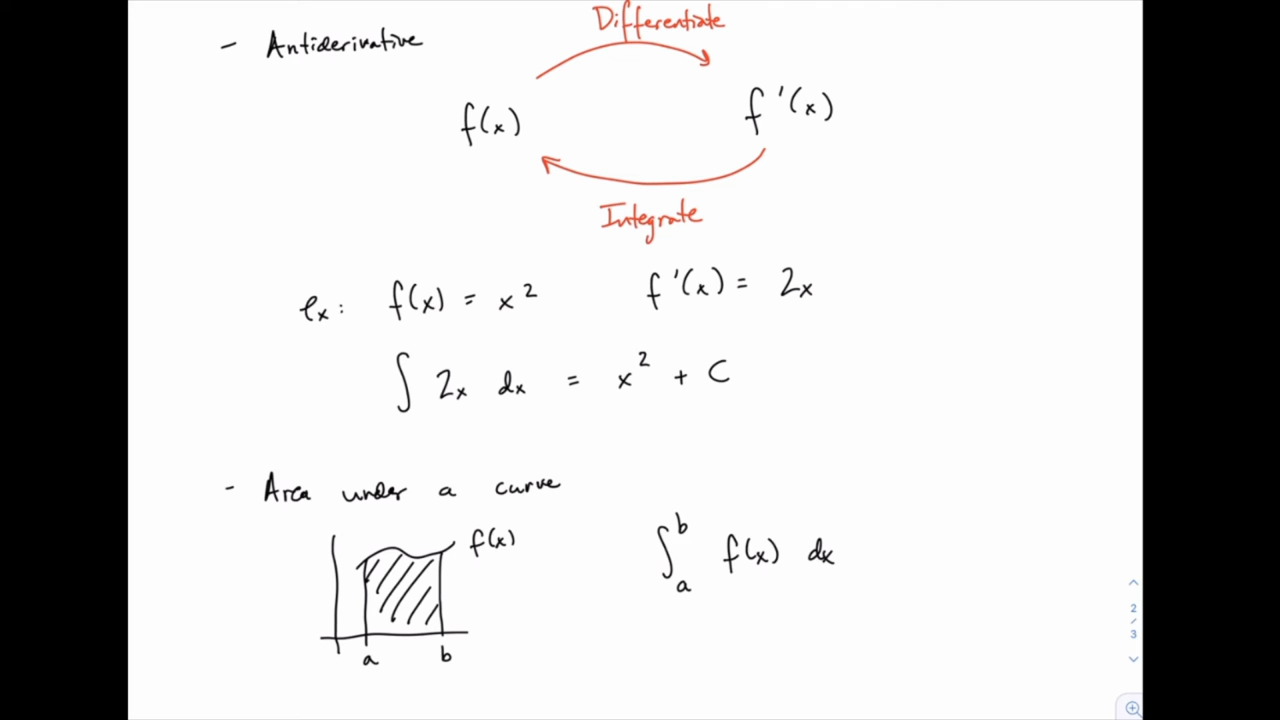 - Antiderivative
Differentiate
f(x)
f'(x)
Integrate
ex: f(x) = x² f'(x) = 2x
∫ 2x dx = x² + C
- Area under a curve
f(x)
∫ₐᵇ f(x) dx
a b
2
/
3